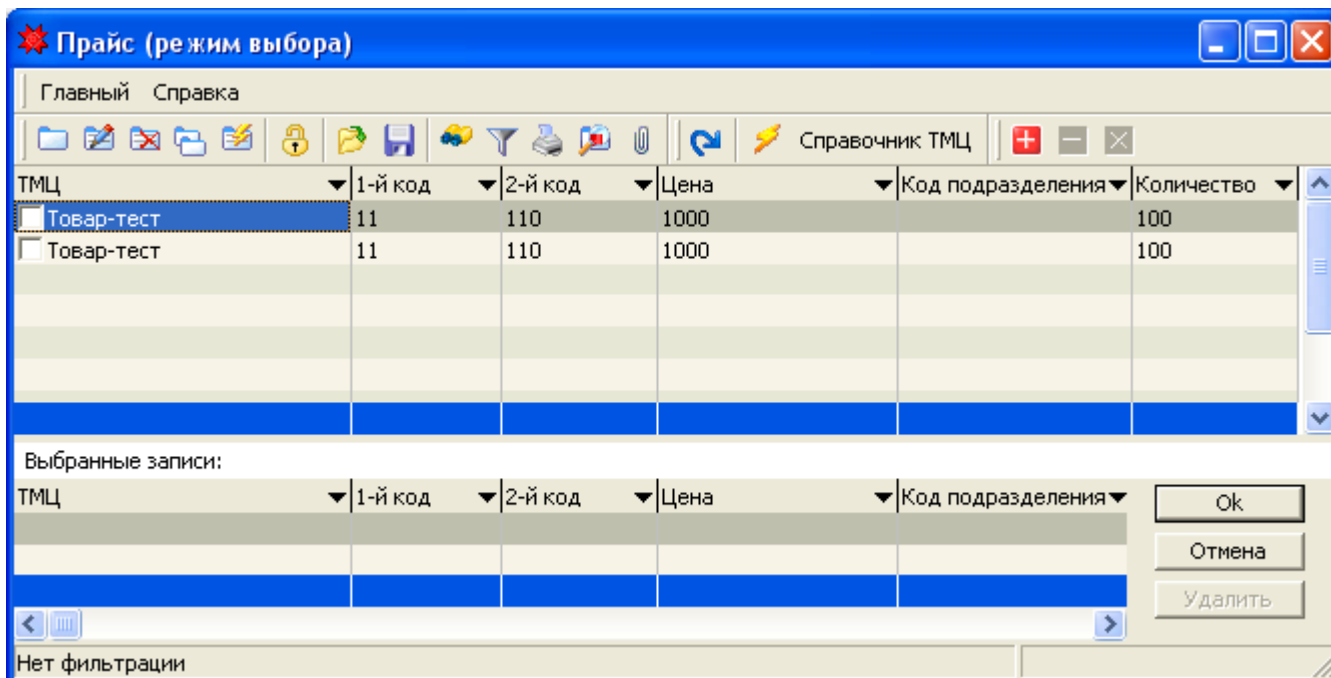 Прайс (режим выбора)
Главный Справка
Справочник ТМЦ
ТМЦ 1-й код 2-й код Цена Код подразделения Количество
Товар-тест 11 110 1000 100
Товар-тест 11 110 1000 100
Выбранные записи:
ТМЦ 1-й код 2-й код Цена Код подразделения
Ok
Отмена
Удалить
Нет фильтрации